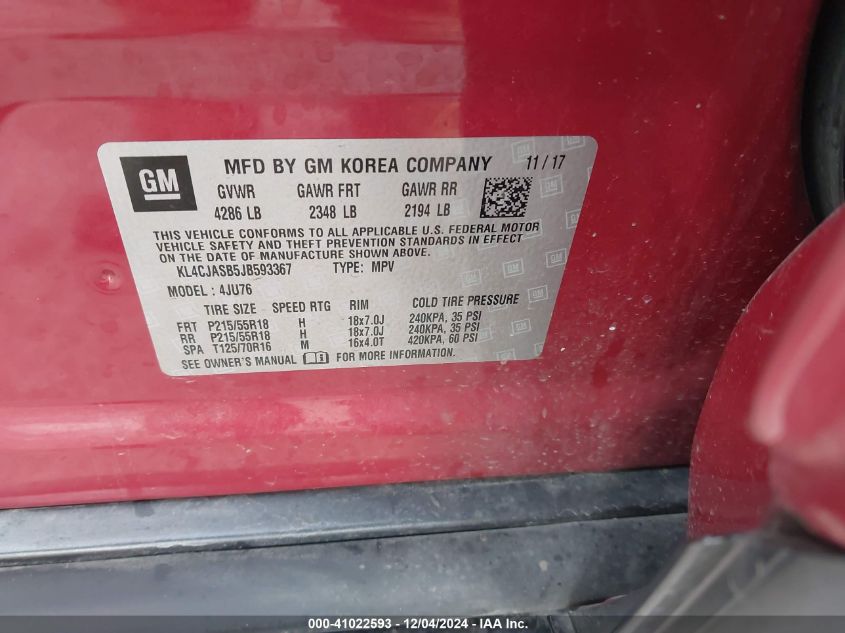 GM
MFD BY GM KOREA COMPANY 11 / 17
GVWR GAWR FRT GAWR RR
4286 LB 2348 LB 2194 LB
THIS VEHICLE CONFORMS TO ALL APPLICABLE U.S. FEDERAL MOTOR
VEHICLE SAFETY AND THEFT PREVENTION STANDARDS IN EFFECT
ON THE DATE OF MANUFACTURE SHOWN ABOVE.
KL4CJASB5JB593367 TYPE: MPV
MODEL: 4JU76
TIRE SIZE SPEED RTG RIM COLD TIRE PRESSURE
FRT P215/55R18 H 18x7.0J 240KPA, 35 PSI
RR P215/55R18 H 18x7.0J 240KPA, 35 PSI
SPA T125/70R16 M 16x4.0T 420KPA, 60 PSI
SEE OWNER'S MANUAL FOR MORE INFORMATION.
000-41022593 - 12/04/2024 - IAA Inc.